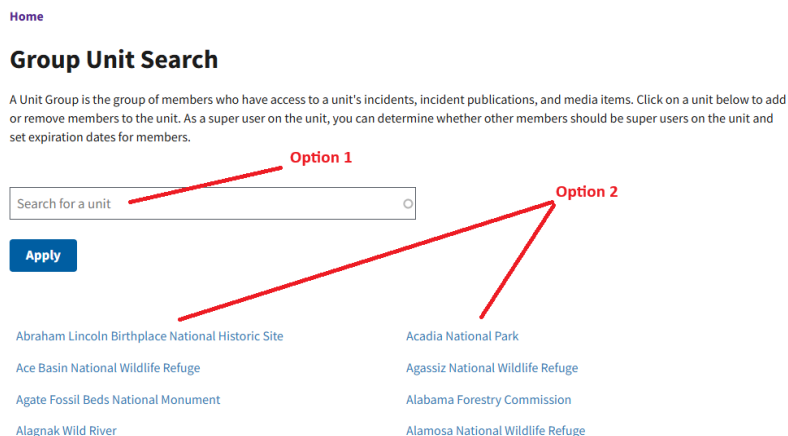 Home
Group Unit Search
A Unit Group is the group of members who have access to a unit's incidents, incident publications, and media items. Click on a unit below to add
or remove members to the unit. As a super user on the unit, you can determine whether other members should be super users on the unit and
set expiration dates for members.
Option 1
Search for a unit
Option 2
Apply
Abraham Lincoln Birthplace National Historic Site
Acadia National Park
Ace Basin National Wildlife Refuge
Agassiz National Wildlife Refuge
Agate Fossil Beds National Monument
Alabama Forestry Commission
Alagnak Wild River
Alamosa National Wildlife Refuge